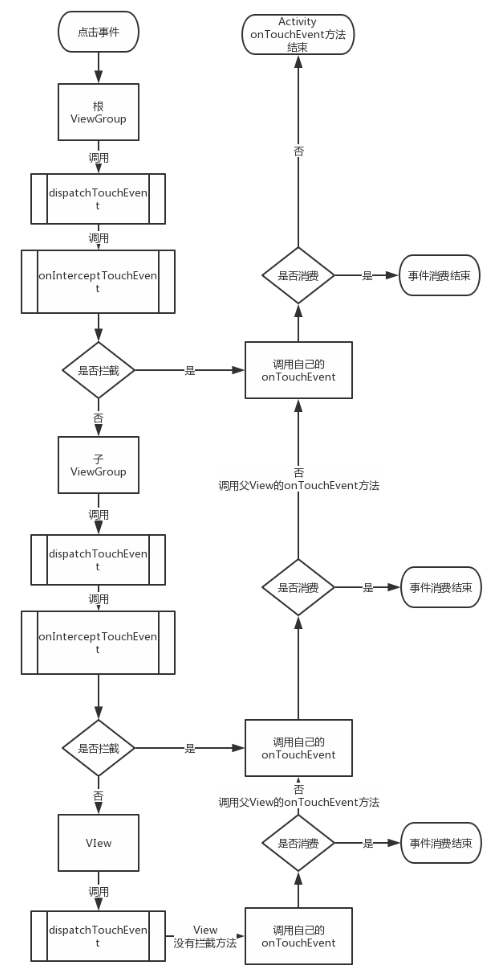 点击事件
根
ViewGroup
调用
dispatchTouchEven
t
调用
onInterceptTouchEven
t
是否拦截
是
否
子
ViewGroup
调用
dispatchTouchEven
t
调用
onInterceptTouchEven
t
是否拦截
是
否
VIew
调用
dispatchTouchEven
t
View
没有拦截方法
调用自己的
onTouchEvent
是否消费
是
事件消费结束
否
调用父View的onTouchEvent方法
调用自己的
onTouchEvent
是否消费
是
事件消费结束
否
调用父View的onTouchEvent方法
调用自己的
onTouchEvent
是否消费
是
事件消费结束
否
Activity
onTouchEvent方法
结束